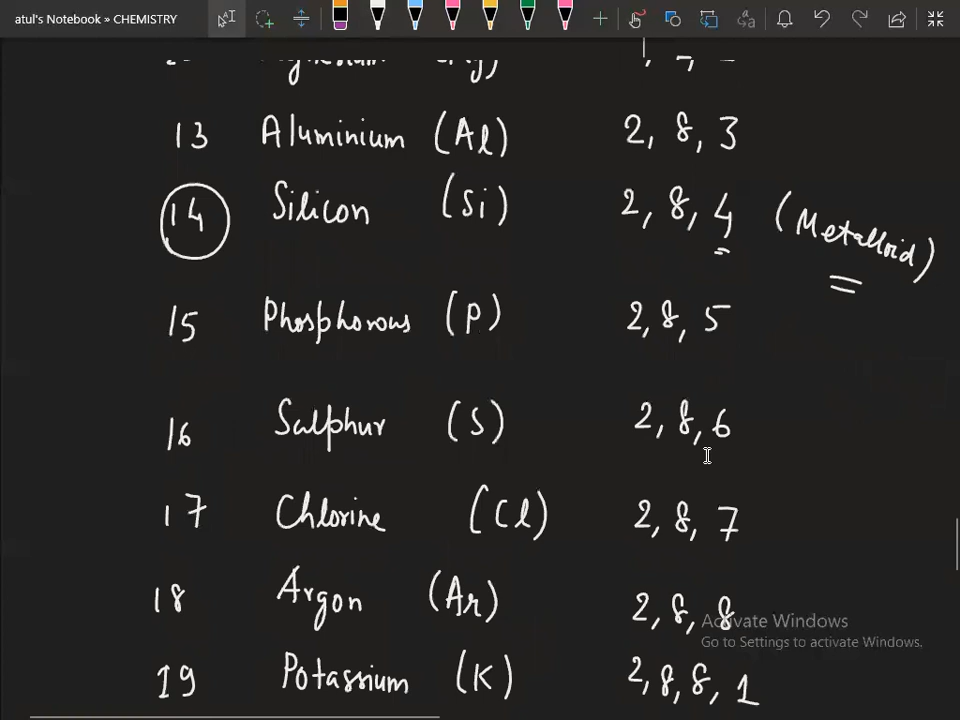 atul's Notebook » CHEMISTRY
13 Aluminium (Al) 2, 8, 3
14 Silicon (Si) 2, 8, 4 (Metalloid)
15 Phosphorous (P) 2, 8, 5
16 Salphur (S) 2, 8, 6
17 Chlorine (Cl) 2, 8, 7
18 Argon (Ar) 2, 8, 8
Activate Windows
Go to Settings to activate Windows.
19 Potassium (K) 2, 8, 8, 1